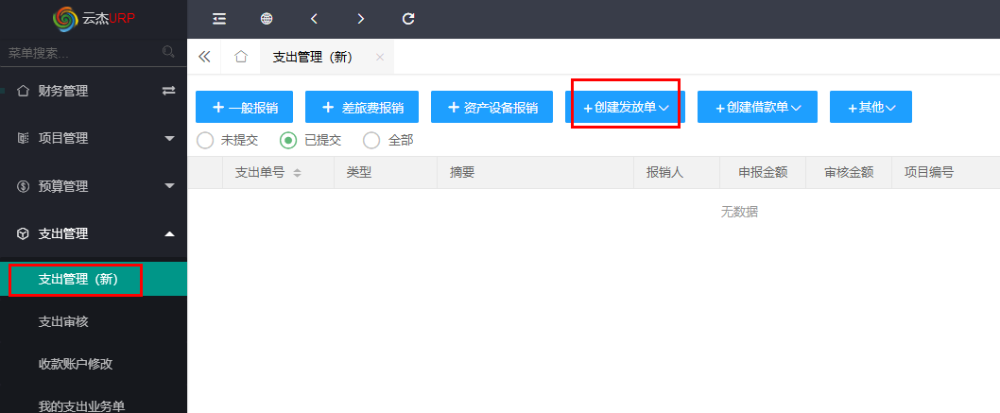 云杰URP
菜单搜索...
财务管理
项目管理
预算管理
支出管理
支出管理（新）
支出审核
收款账户修改
我的支出业务单
支出管理（新）
一般报销 差旅费报销 资产设备报销 +创建发放单 +创建借款单 +其他
未提交 已提交 全部
支出单号 类型 摘要 报销人 申报金额 审核金额 项目编号
无数据